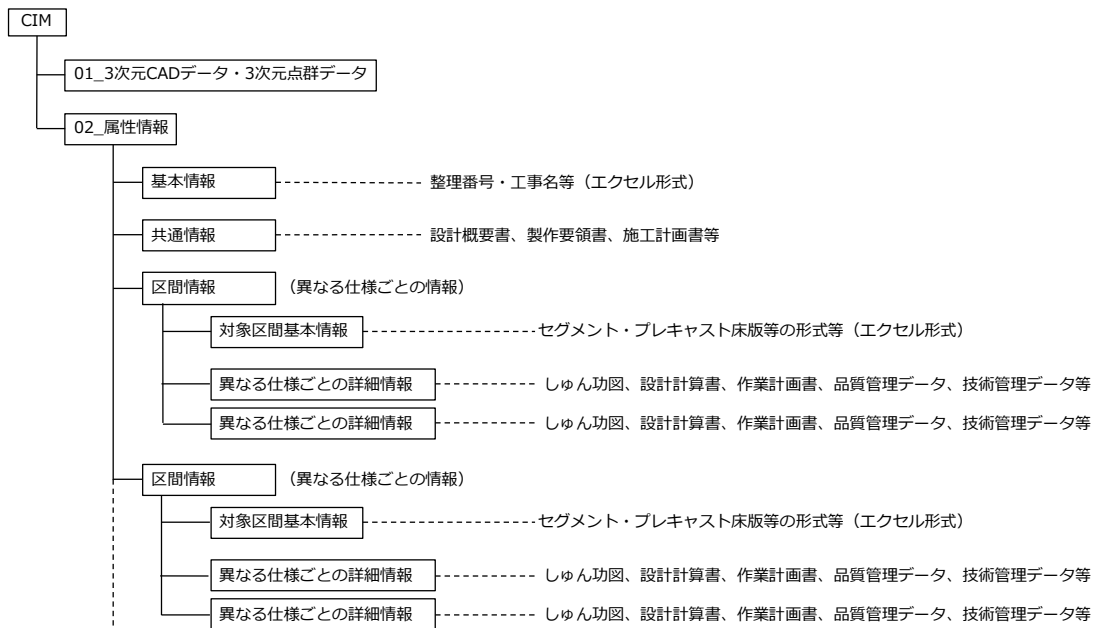 CIM
01_3次元CADデータ・3次元点群データ
02_属性情報
基本情報 整理番号・工事名等（エクセル形式）
共通情報 設計概要書、製作要領書、施工計画書等
区間情報 （異なる仕様ごとの情報）
対象区間基本情報 セグメント・プレキャスト床版等の形式等（エクセル形式）
異なる仕様ごとの詳細情報 しゅん功図、設計計算書、作業計画書、品質管理データ、技術管理データ等
異なる仕様ごとの詳細情報 しゅん功図、設計計算書、作業計画書、品質管理データ、技術管理データ等
区間情報 （異なる仕様ごとの情報）
対象区間基本情報 セグメント・プレキャスト床版等の形式等（エクセル形式）
異なる仕様ごとの詳細情報 しゅん功図、設計計算書、作業計画書、品質管理データ、技術管理データ等
異なる仕様ごとの詳細情報 しゅん功図、設計計算書、作業計画書、品質管理データ、技術管理データ等